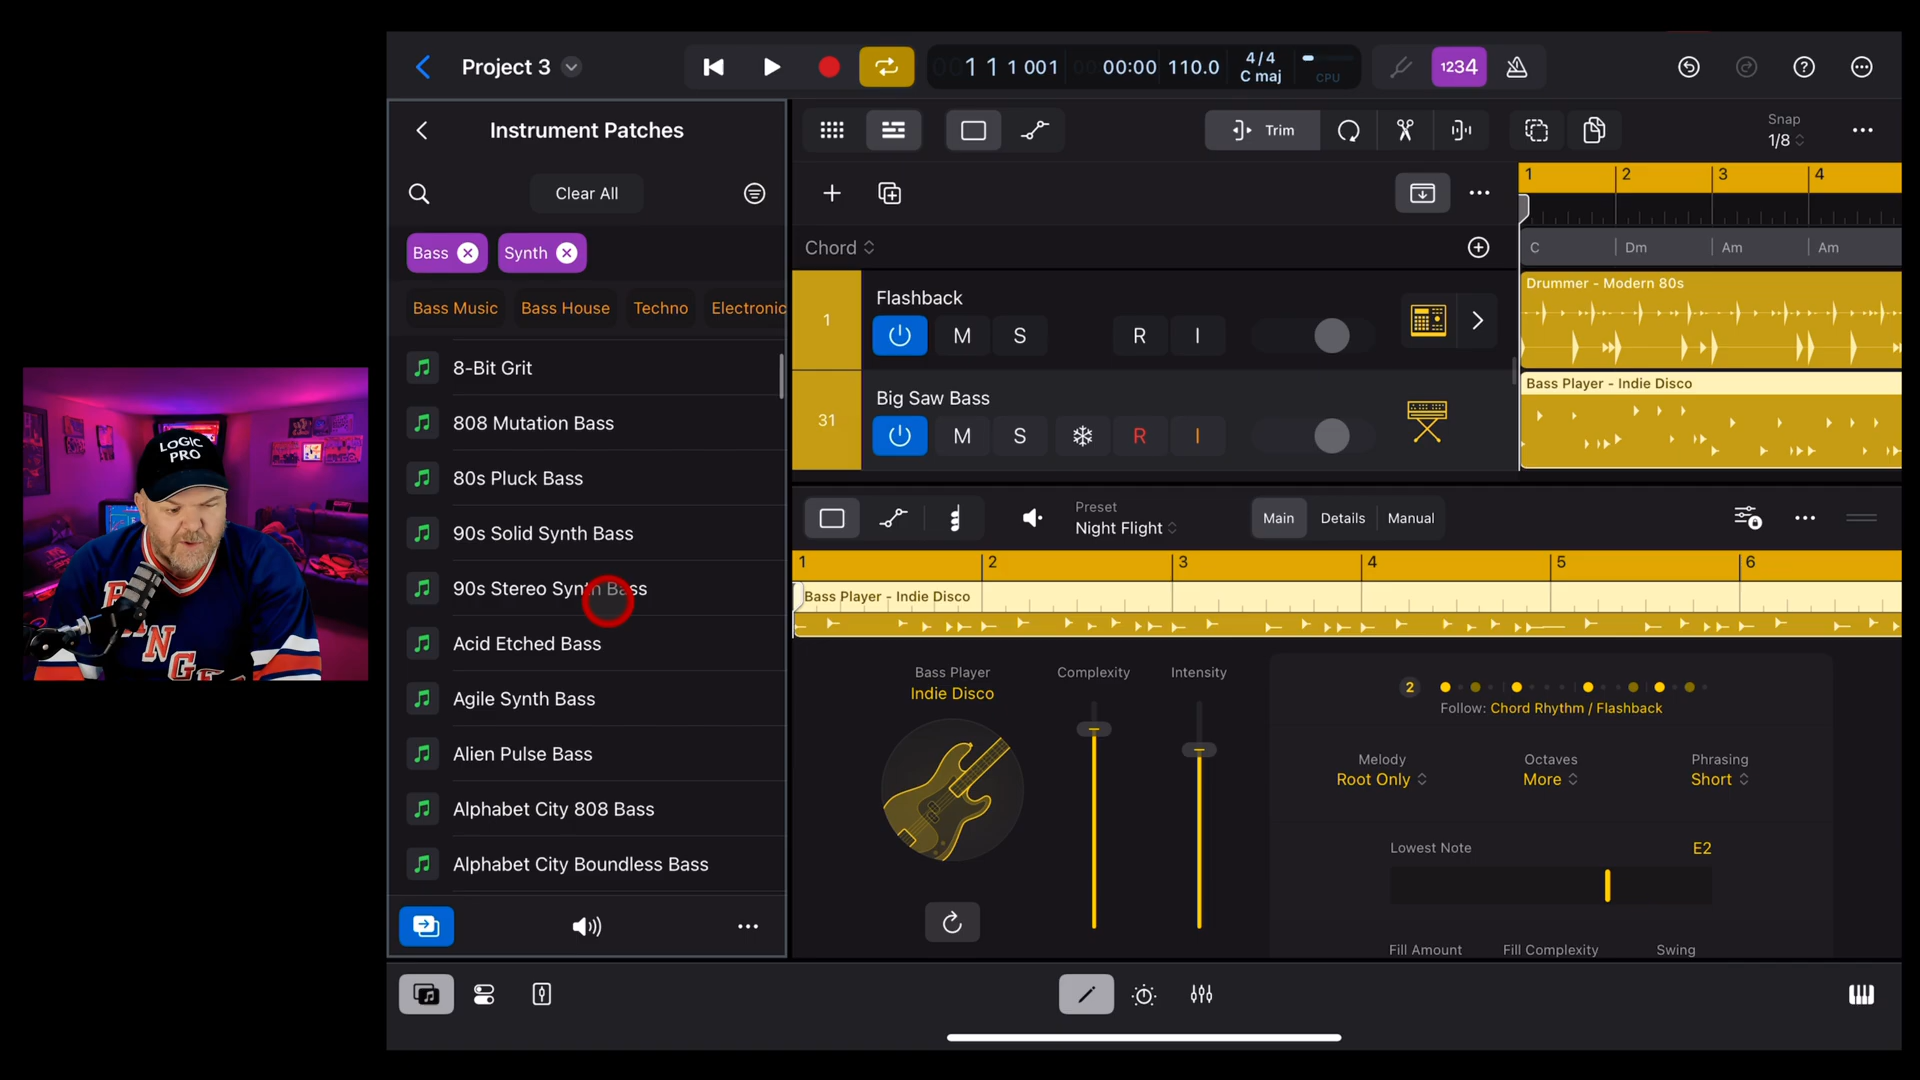 Project 3
1 1 1 001
00:00
110.0
4/4
C maj
CPU
1234
Instrument Patches
Trim
Snap
1/8
Clear All
Bass
Synth
Bass Music
Bass House
Techno
Electronic
8-Bit Grit
808 Mutation Bass
80s Pluck Bass
90s Solid Synth Bass
90s Stereo Synth Bass
Acid Etched Bass
Agile Synth Bass
Alien Pulse Bass
Alphabet City 808 Bass
Alphabet City Boundless Bass
Chord
1
Flashback
M S R I
31
Big Saw Bass
M S R I
1 2 3 4
C Dm Am Am
Drummer - Modern 80s
Bass Player - Indie Disco
Preset
Night Flight
Main Details Manual
1 2 3 4 5 6
Bass Player - Indie Disco
Bass Player
Indie Disco
Complexity
Intensity
2
Follow: Chord Rhythm / Flashback
Melody
Root Only
Octaves
More
Phrasing
Short
Lowest Note
E2
Fill Amount
Fill Complexity
Swing
LOGIC
PRO